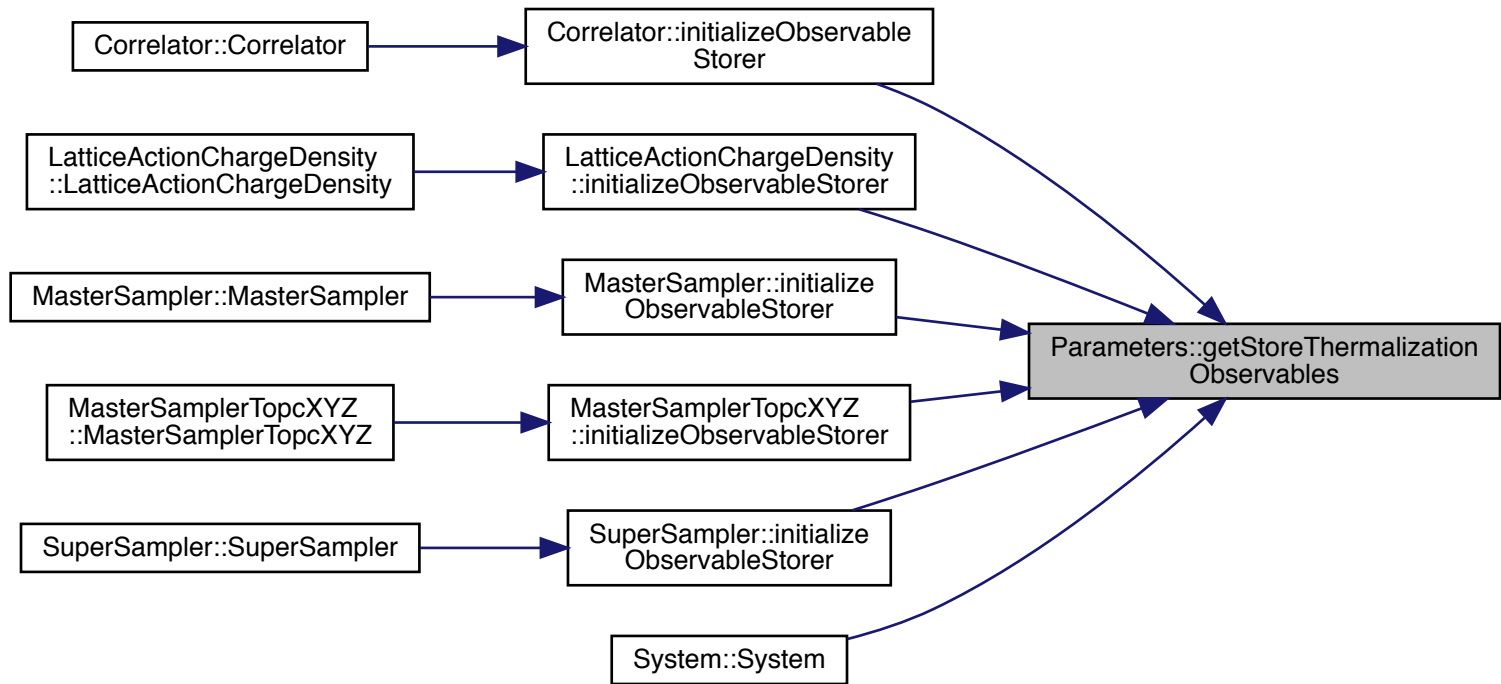 Correlator::Correlator
Correlator::initializeObservable
Storer
LatticeActionChargeDensity
::LatticeActionChargeDensity
LatticeActionChargeDensity
::initializeObservableStorer
MasterSampler::MasterSampler
MasterSampler::initialize
ObservableStorer
Parameters::getStoreThermalization
Observables
MasterSamplerTopcXYZ
::MasterSamplerTopcXYZ
MasterSamplerTopcXYZ
::initializeObservableStorer
SuperSampler::SuperSampler
SuperSampler::initialize
ObservableStorer
System::System